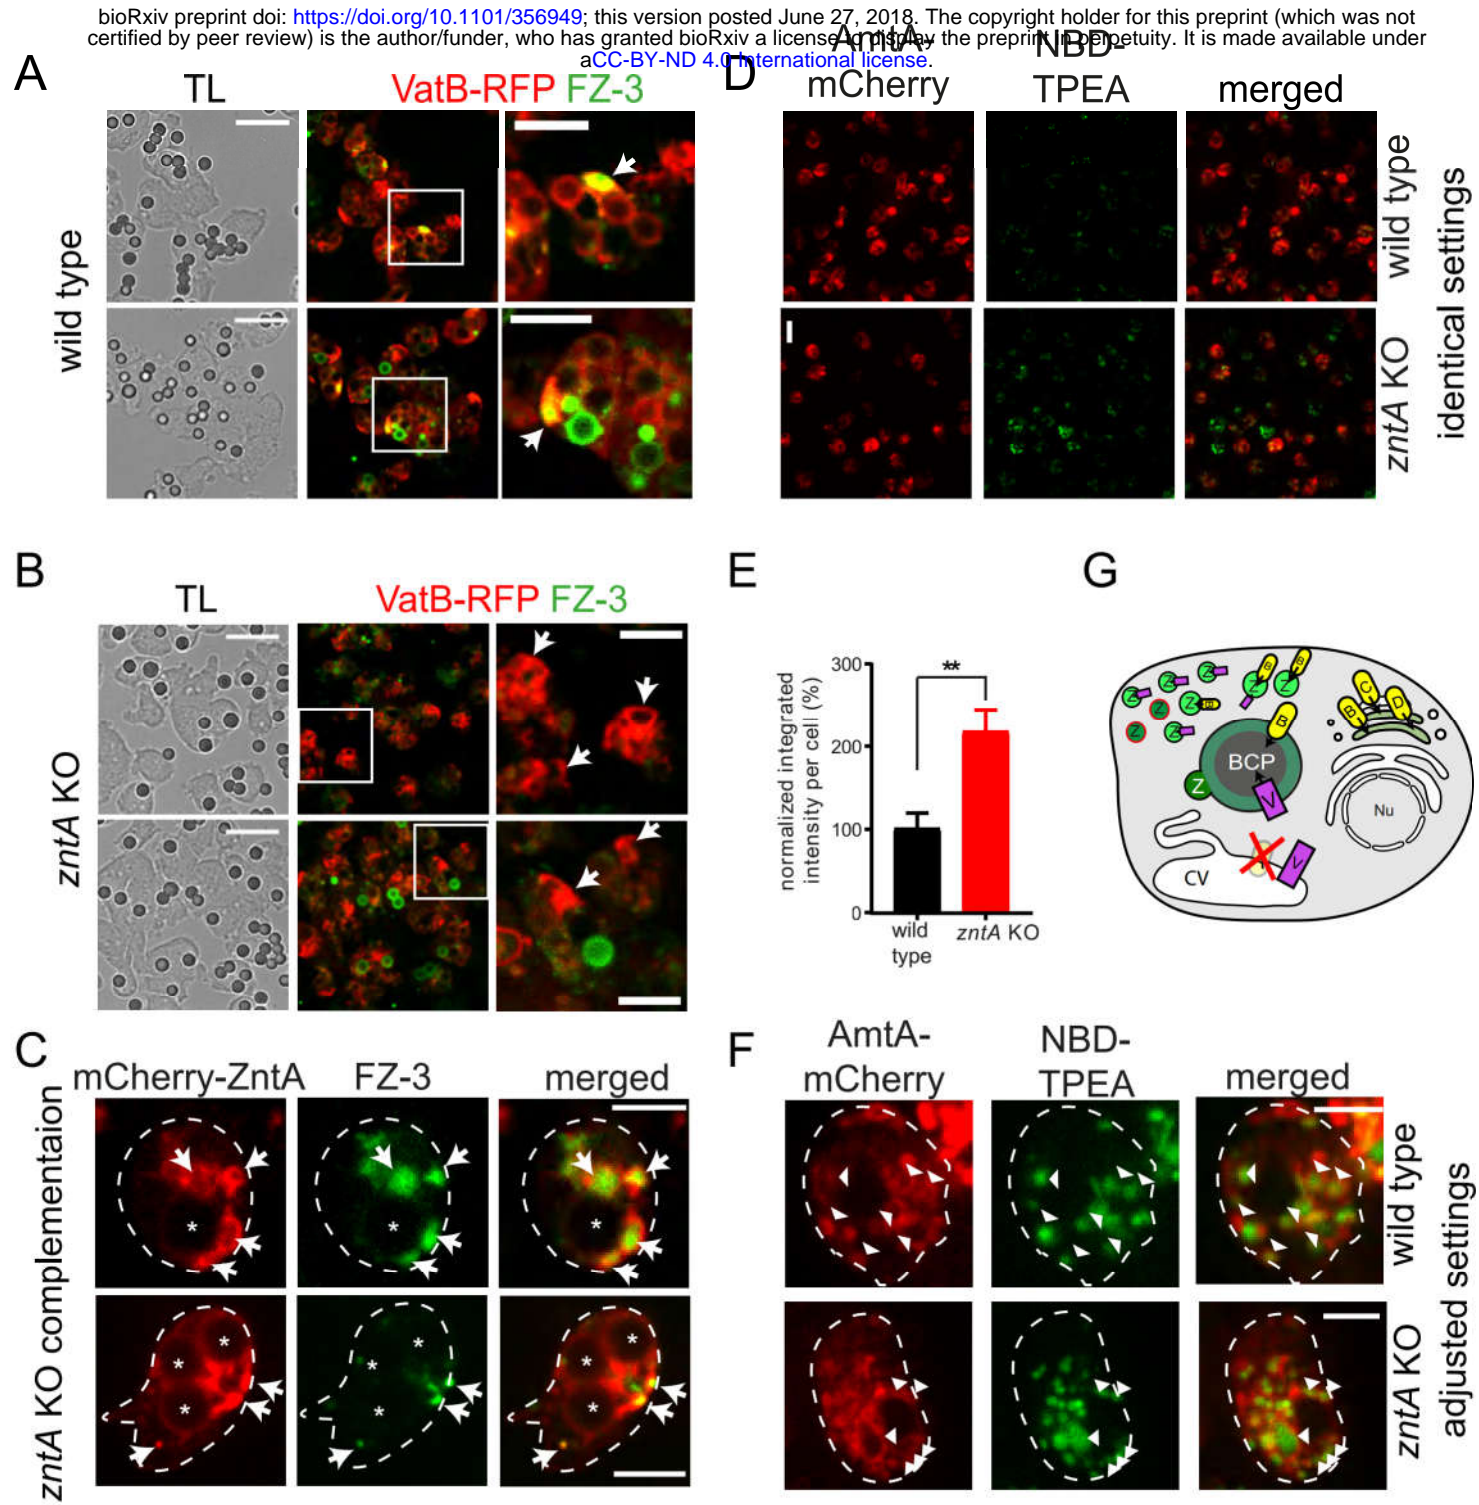 bioRxiv preprint doi: https://doi.org/10.1101/356949; this version posted June 27, 2018. The copyright holder for this preprint (which was not
certified by peer review) is the author/funder, who has granted bioRxiv a license to display the preprint in perpetuity. It is made available under
aCC-BY-ND 4.0 International license.
A
TL
VatB-RFP FZ-3
wild type
B
TL
VatB-RFP FZ-3
zntA KO
C
mCherry-ZntA
FZ-3
merged
zntA KO complementaion
* * *
* * *
* * *
* * *
D
AmtA-
mCherry
NBD-
TPEA
merged
wild type
zntA KO
identical settings
E
normalized integrated
intensity per cell (%)
300
200
100
0
**
wild
type
zntA KO
G
Z Z Z Z Z Z Z Z Z
B B B
B C D
B
BCP
Z
V
Nu
CV
V
F
AmtA-
mCherry
NBD-
TPEA
merged
wild type
zntA KO
adjusted settings